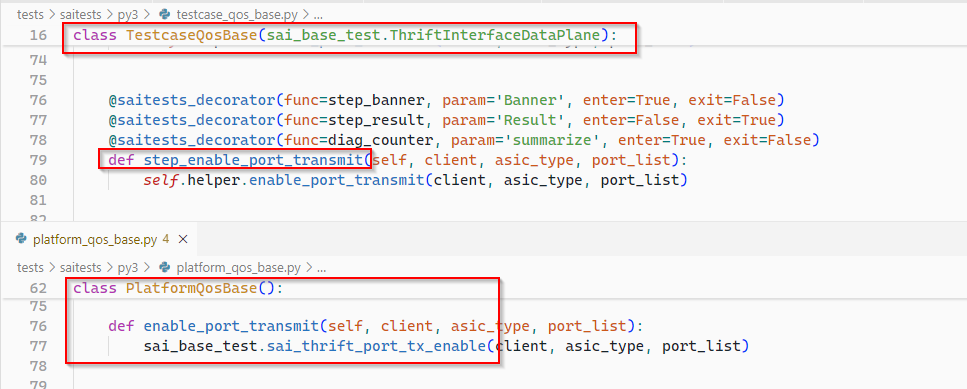 tests > saitests > py3 > testcase_qos_base.py > ...
16 class TestcaseQosBase(sai_base_test.ThriftInterfaceDataPlane):
74
75
76 @saitests_decorator(func=step_banner, param='Banner', enter=True, exit=False)
77 @saitests_decorator(func=step_result, param='Result', enter=False, exit=True)
78 @saitests_decorator(func=diag_counter, param='summarize', enter=True, exit=False)
79 def step_enable_port_transmit(self, client, asic_type, port_list):
80 self.helper.enable_port_transmit(client, asic_type, port_list)
81
82
platform_qos_base.py 4 ×
tests > saitests > py3 > platform_qos_base.py > ...
62 class PlatformQosBase():
75
76 def enable_port_transmit(self, client, asic_type, port_list):
77 sai_base_test.sai_thrift_port_tx_enable(client, asic_type, port_list)
78
79